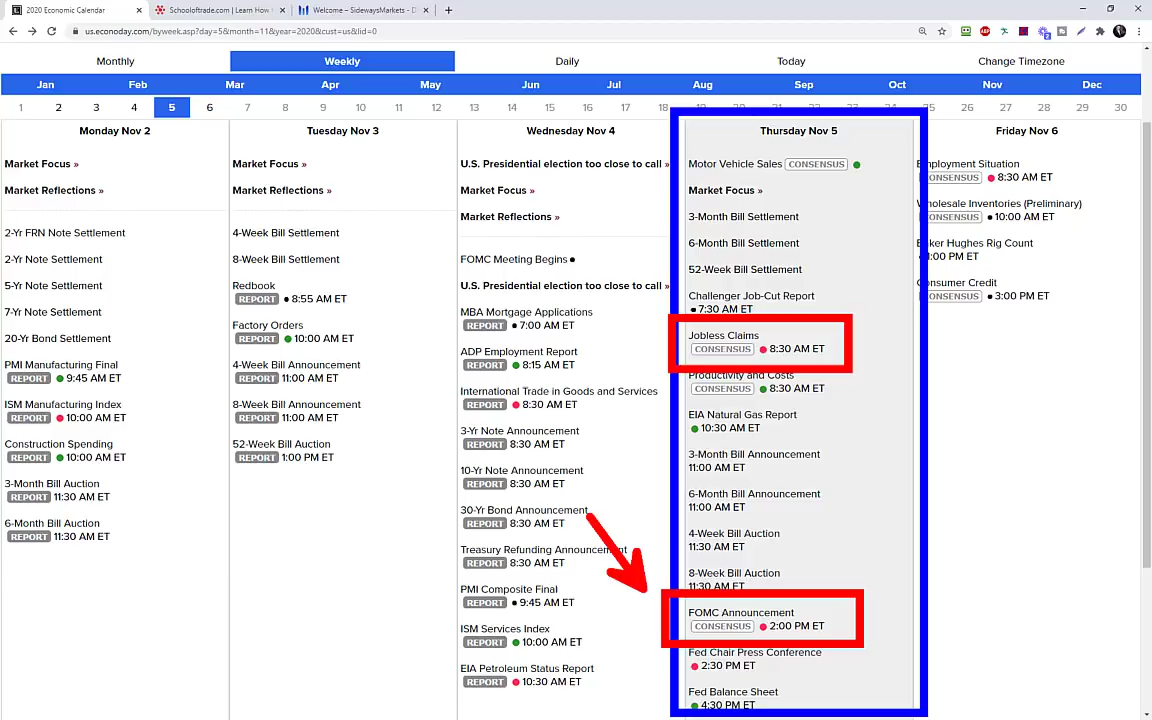 2020 Economic Calendar
Schooloftrade.com | Learn How
Welcome – SidewaysMarkets - D
us.econoday.com/byweek.asp?day=5&month=11&year=2020&cust=us&lid=0
Monthly
Weekly
Daily
Today
Change Timezone
Jan Feb Mar Apr May Jun Jul Aug Sep Oct Nov Dec
1 2 3 4 5 6 7 8 9 10 11 12 13 14 15 16 17 18 19 20 21 22 23 24 25 26 27 28 29 30
Monday Nov 2
Market Focus »
Market Reflections »
2-Yr FRN Note Settlement
2-Yr Note Settlement
5-Yr Note Settlement
7-Yr Note Settlement
20-Yr Bond Settlement
PMI Manufacturing Final
REPORT 9:45 AM ET
ISM Manufacturing Index
REPORT 10:00 AM ET
Construction Spending
REPORT 10:00 AM ET
3-Month Bill Auction
REPORT 11:30 AM ET
6-Month Bill Auction
REPORT 11:30 AM ET
Tuesday Nov 3
Market Focus »
Market Reflections »
4-Week Bill Settlement
8-Week Bill Settlement
Redbook
REPORT 8:55 AM ET
Factory Orders
REPORT 10:00 AM ET
4-Week Bill Announcement
REPORT 11:00 AM ET
8-Week Bill Announcement
REPORT 11:00 AM ET
52-Week Bill Auction
REPORT 1:00 PM ET
Wednesday Nov 4
U.S. Presidential election too close to call »
Market Focus »
Market Reflections »
FOMC Meeting Begins
U.S. Presidential election too close to call »
MBA Mortgage Applications
REPORT 7:00 AM ET
ADP Employment Report
REPORT 8:15 AM ET
International Trade in Goods and Services
REPORT 8:30 AM ET
3-Yr Note Announcement
REPORT 8:30 AM ET
10-Yr Note Announcement
REPORT 8:30 AM ET
30-Yr Bond Announcement
REPORT 8:30 AM ET
Treasury Refunding Announcement
REPORT 8:30 AM ET
PMI Composite Final
REPORT 9:45 AM ET
ISM Services Index
REPORT 10:00 AM ET
EIA Petroleum Status Report
REPORT 10:30 AM ET
Thursday Nov 5
Motor Vehicle Sales CONSENSUS
Market Focus »
3-Month Bill Settlement
6-Month Bill Settlement
52-Week Bill Settlement
Challenger Job-Cut Report
7:30 AM ET
Jobless Claims
CONSENSUS 8:30 AM ET
Productivity and Costs
CONSENSUS 8:30 AM ET
EIA Natural Gas Report
10:30 AM ET
3-Month Bill Announcement
11:00 AM ET
6-Month Bill Announcement
11:00 AM ET
4-Week Bill Auction
11:30 AM ET
8-Week Bill Auction
11:30 AM ET
FOMC Announcement
CONSENSUS 2:00 PM ET
Fed Chair Press Conference
2:30 PM ET
Fed Balance Sheet
4:30 PM ET
Friday Nov 6
Employment Situation
CONSENSUS 8:30 AM ET
Wholesale Inventories (Preliminary)
CONSENSUS 10:00 AM ET
Baker Hughes Rig Count
1:00 PM ET
Consumer Credit
CONSENSUS 3:00 PM ET